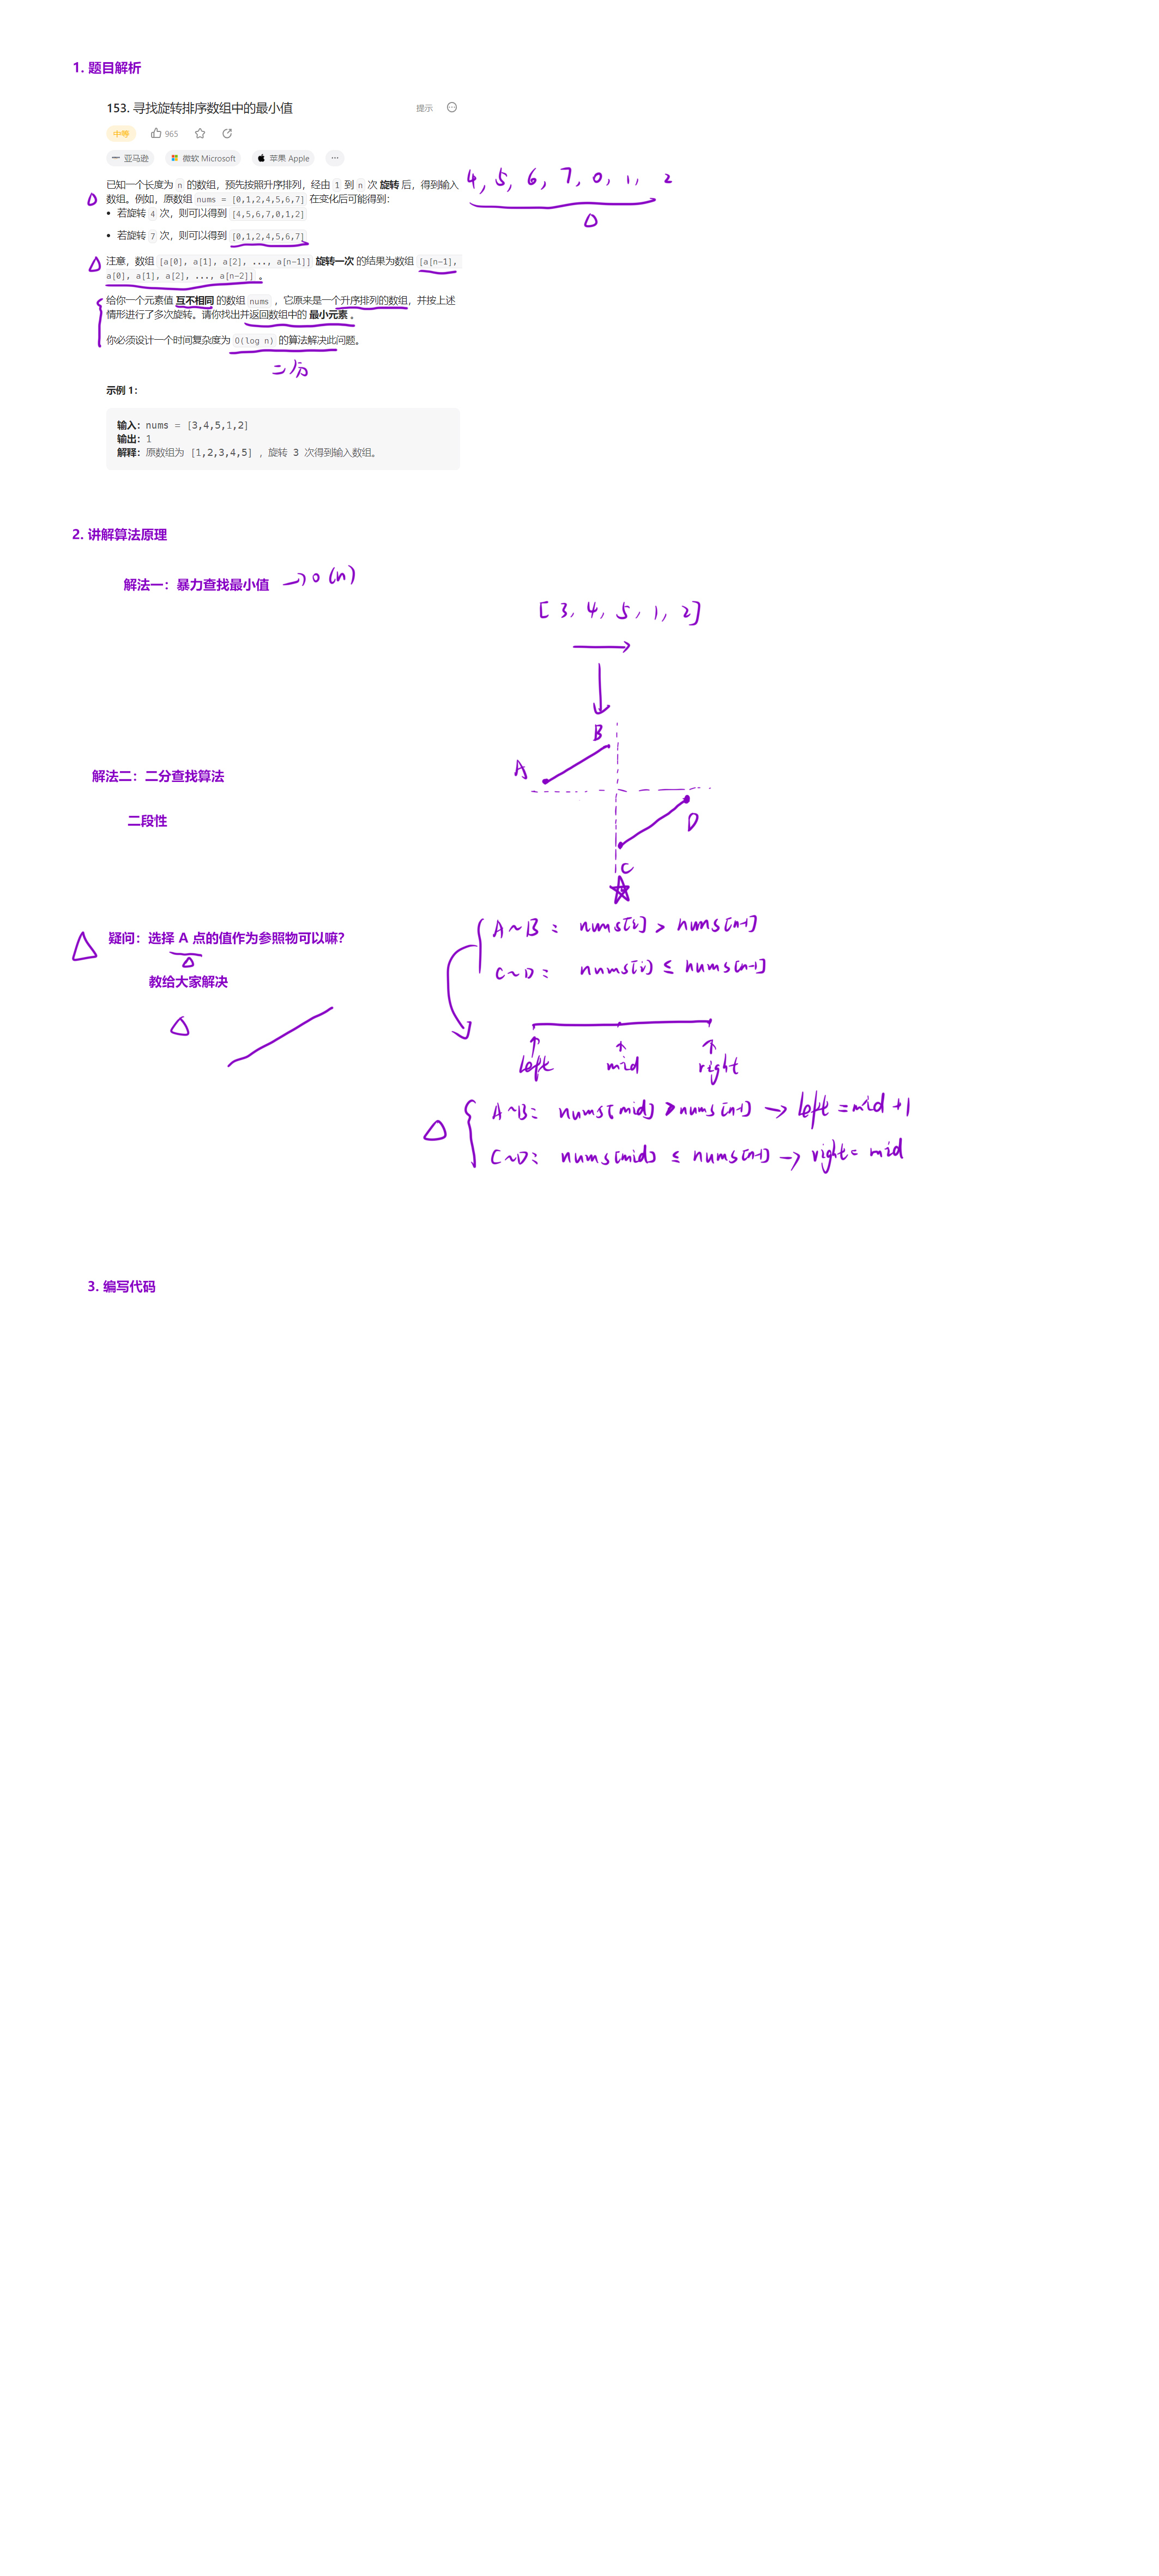 1. 题目解析
153. 寻找旋转排序数组中的最小值
提示
中等
965
亚马逊
微软 Microsoft
苹果 Apple
已知一个长度为 n 的数组，预先按照升序排列，经由 1 到 n 次 旋转 后，得到输入
数组。例如，原数组 nums = [0,1,2,4,5,6,7] 在变化后可能得到：
• 若旋转 4 次，则可以得到 [4,5,6,7,0,1,2]
• 若旋转 7 次，则可以得到 [0,1,2,4,5,6,7]
4, 5, 6, 7, 0, 1, 2
注意，数组 [a[0], a[1], a[2], ..., a[n-1]] 旋转一次 的结果为数组 [a[n-1],
a[0], a[1], a[2], ..., a[n-2]] 。
给你一个元素值 互不相同 的数组 nums ，它原来是一个升序排列的数组，并按上述
情形进行了多次旋转。请你找出并返回数组中的 最小元素 。
你必须设计一个时间复杂度为 O(log n) 的算法解决此问题。
二分
示例 1：
输入：nums = [3,4,5,1,2]
输出：1
解释：原数组为 [1,2,3,4,5] ，旋转 3 次得到输入数组。
2. 讲解算法原理
解法一：暴力查找最小值 → O(n)
[3, 4, 5, 1, 2]
B
A
解法二：二分查找算法
二段性
D
C
疑问：选择 A 点的值作为参照物可以嘛？
教给大家解决
A~B: nums[i] > nums[n-1]
C~D: nums[i] ≤ nums[n-1]
left mid right
A~B: nums[mid] > nums[n-1] → left = mid + 1
C~D: nums[mid] ≤ nums[n-1] → right = mid
3. 编写代码